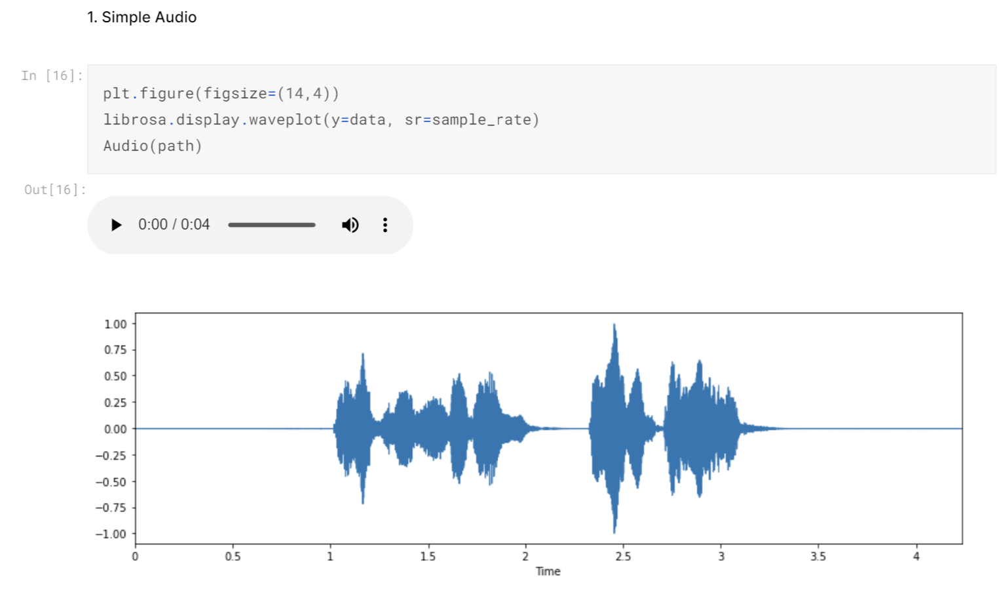 1. Simple Audio
In [16]:
plt.figure(figsize=(14,4))
librosa.display.waveplot(y=data, sr=sample_rate)
Audio(path)
Out[16]:
0:00 / 0:04
1.00
0.75
0.50
0.25
0.00
−0.25
−0.50
−0.75
−1.00
0 0.5 1 1.5 2 2.5 3 3.5 4
Time